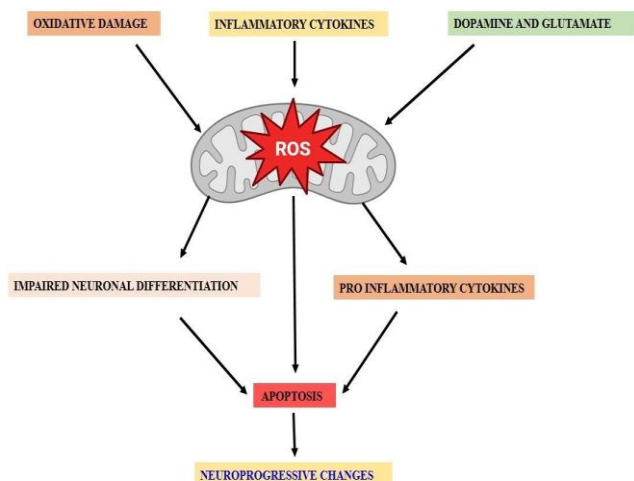 OXIDATIVE DAMAGE
INFLAMMATORY CYTOKINES
DOPAMINE AND GLUTAMATE
ROS
IMPAIRED NEURONAL DIFFERENTIATION
PRO INFLAMMATORY CYTOKINES
APOPTOSIS
NEUROPROGRESSIVE CHANGES